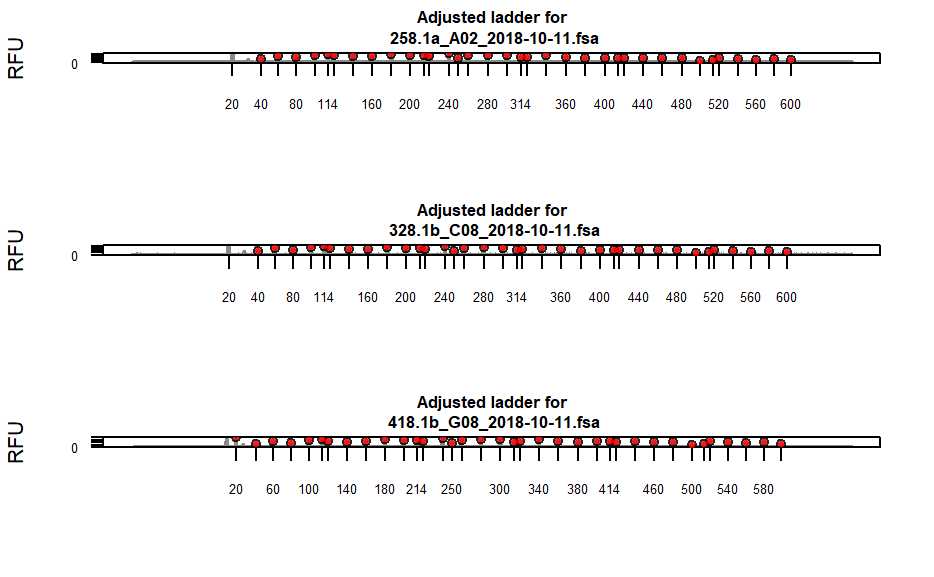 Adjusted ladder for
258.1a_A02_2018-10-11.fsa
RFU
0
20 40 80 114 160 200 240 280 314 360 400 440 480 520 560 600
Adjusted ladder for
328.1b_C08_2018-10-11.fsa
RFU
0
20 40 80 114 160 200 240 280 314 360 400 440 480 520 560 600
Adjusted ladder for
418.1b_G08_2018-10-11.fsa
RFU
0
20 60 100 140 180 214 250 300 340 380 414 460 500 540 580